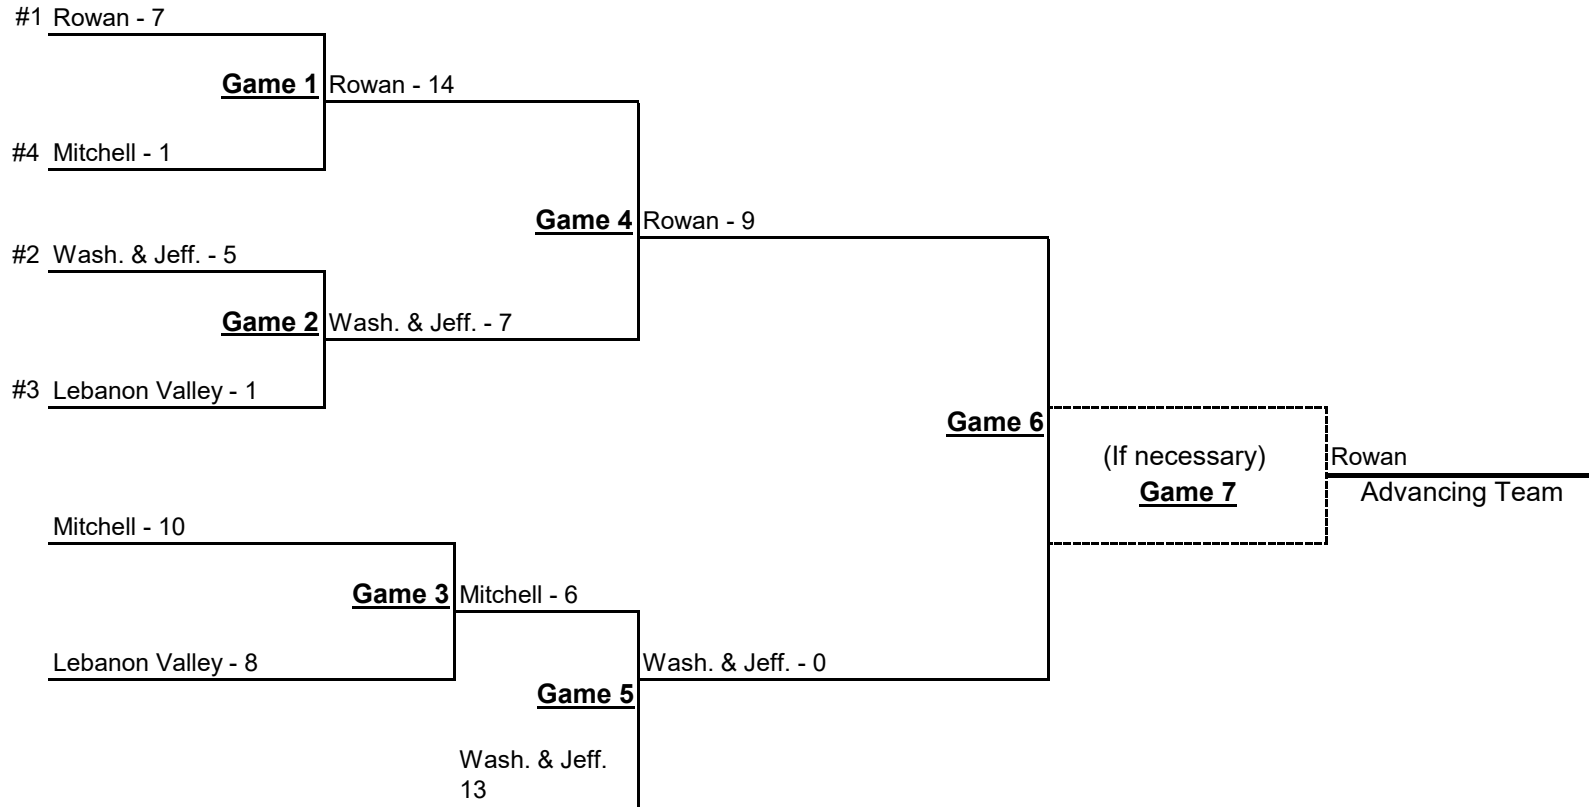 #1 Rowan - 7
Game 1 Rowan - 14
#4 Mitchell - 1
Game 4 Rowan - 9
#2 Wash. & Jeff. - 5
Game 2 Wash. & Jeff. - 7
#3 Lebanon Valley - 1
Game 6
(If necessary)
Game 7
Rowan
Advancing Team
Mitchell - 10
Game 3 Mitchell - 6
Lebanon Valley - 8
Wash. & Jeff. - 0
Game 5
Wash. & Jeff.
13